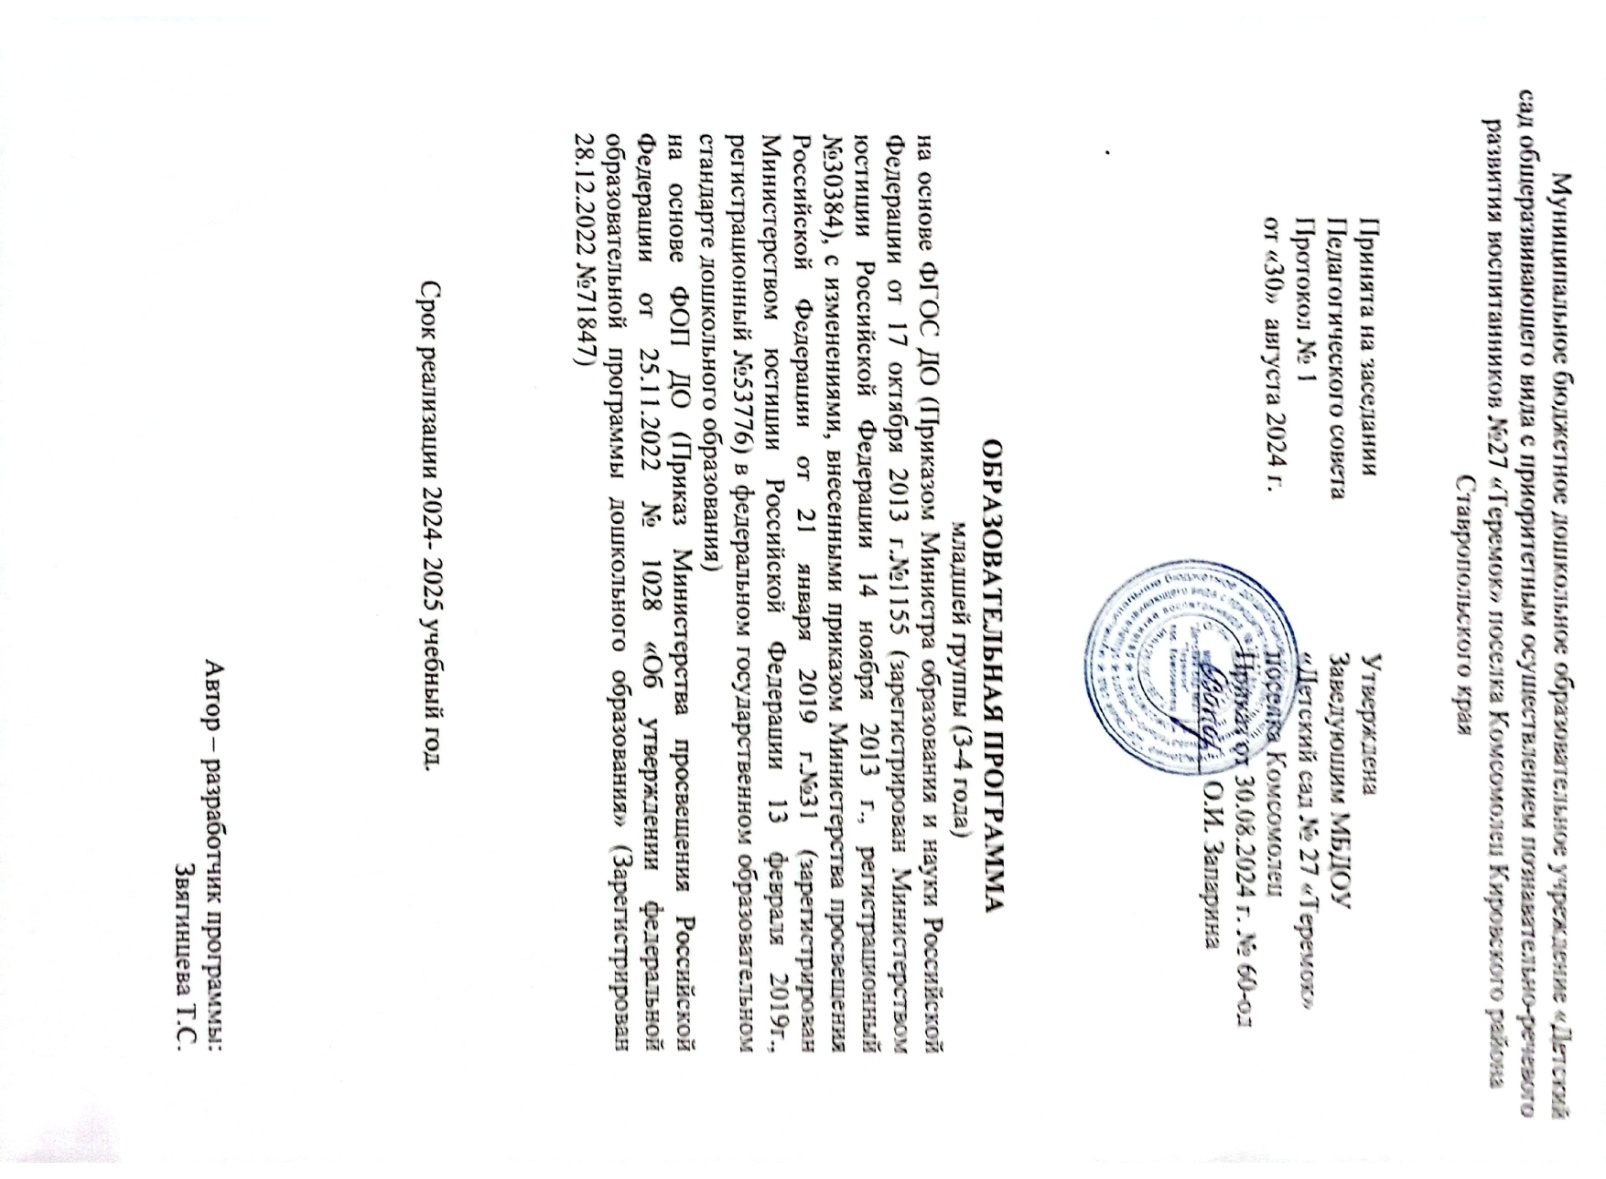 Муниципальное бюджетное дошкольное образовательное учреждение «Детский
сад общеразвивающего вида с приоритетным осуществлением познавательно-речевого
развития воспитанников №27 «Теремок» поселка Комсомолец Кировского района
Ставропольского края
Принята на заседании
Педагогического совета
Протокол № 1
от «30» августа 2024 г.
Утверждена
Заведующим МБДОУ
«Детский сад № 27 «Теремок»
поселка Комсомолец
Приказ от 30.08.2024 г. № 60-од
О.И. Запарина
ОБРАЗОВАТЕЛЬНАЯ ПРОГРАММА
младшей группы (3-4 года)
на основе ФГОС ДО (Приказом Министра образования и науки Российской
Федерации от 17 октября 2013 г.№1155 (зарегистрирован Министерством
юстиции Российской Федерации 14 ноября 2013 г., регистрационный
№30384), с изменениями, внесенными приказом Министерства просвещения
Российской Федерации от 21 января 2019 г.№31 (зарегистрирован
Министерством юстиции Российской Федерации 13 февраля 2019г.,
регистрационный №53776) в федеральном государственном образовательном
стандарте дошкольного образования)
на основе ФОП ДО (Приказ Министерства просвещения Российской
Федерации от 25.11.2022 № 1028 «Об утверждении федеральной
образовательной программы дошкольного образования» (Зарегистрирован
28.12.2022 №71847)
Срок реализации 2024- 2025 учебный год.
Автор – разработчик программы:
Звягинцева Т.С.